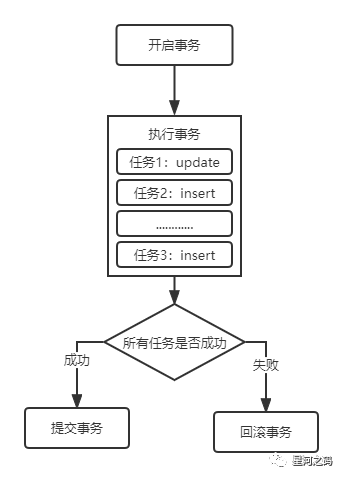 开启事务
执行事务
任务1：update
任务2：insert
............
任务3：insert
所有任务是否成功
成功
失败
提交事务
回滚事务
星河之码